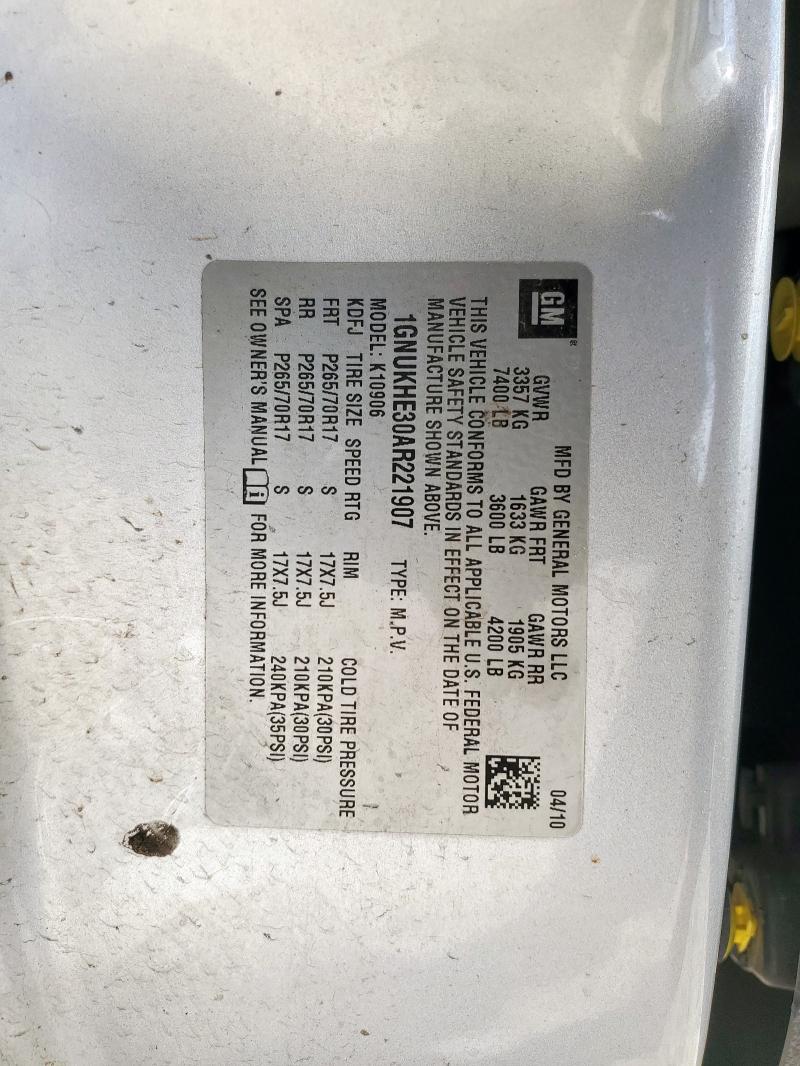 GM®
MFD BY GENERAL MOTORS LLC 04/10
GVWR GAWR FRT GAWR RR
3357 KG 1633 KG 1905 KG
7400 LB 3600 LB 4200 LB
THIS VEHICLE CONFORMS TO ALL APPLICABLE U.S. FEDERAL MOTOR
VEHICLE SAFETY STANDARDS IN EFFECT ON THE DATE OF
MANUFACTURE SHOWN ABOVE.
1GNUKHE30AR221907 TYPE: M.P.V.
MODEL: K10906
KDFJ TIRE SIZE SPEED RTG RIM COLD TIRE PRESSURE
FRT P265/70R17 S 17X7.5J 210KPA(30PSI)
RR P265/70R17 S 17X7.5J 210KPA(30PSI)
SPA P265/70R17 S 17X7.5J 240KPA(35PSI)
SEE OWNER'S MANUAL i FOR MORE INFORMATION.